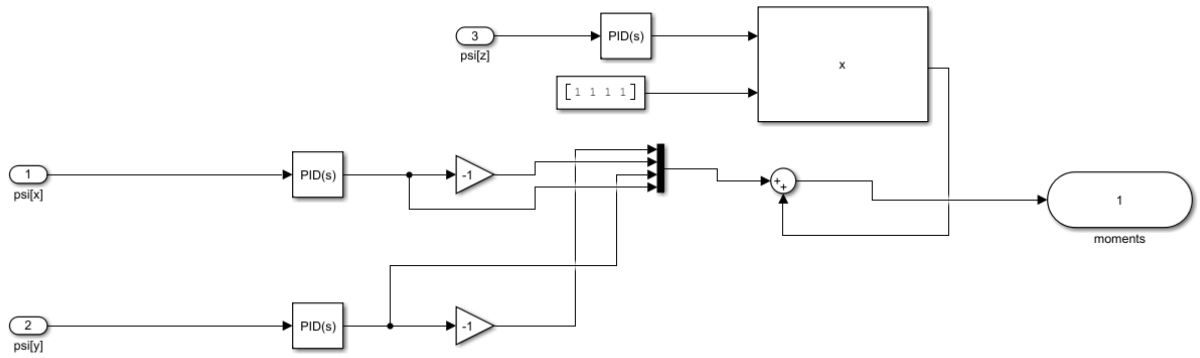 3
psi[z]
PID(s)
x
[1 1 1 1]
1
psi[x]
PID(s)
-1
+
+
1
moments
2
psi[y]
PID(s)
-1